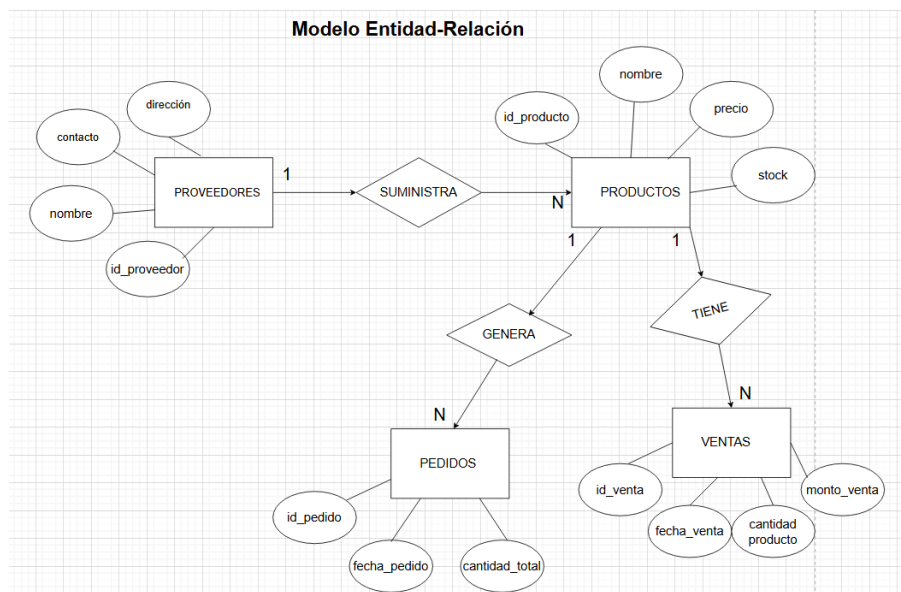 Modelo Entidad-Relación
nombre
dirección
id_producto
precio
contacto
stock
PROVEEDORES
1
SUMINISTRA
N
PRODUCTOS
nombre
1
1
id_proveedor
TIENE
GENERA
N
N
VENTAS
PEDIDOS
id_venta
monto_venta
id_pedido
fecha_venta
cantidad
producto
fecha_pedido
cantidad_total